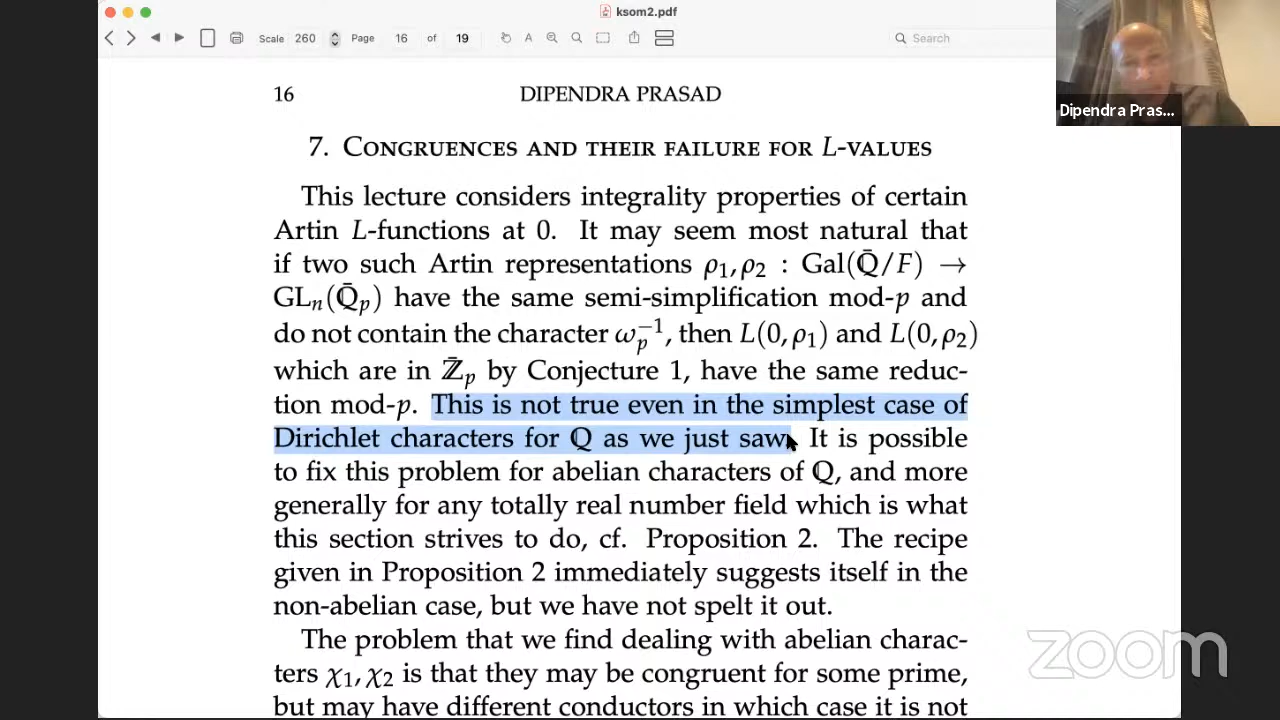 ksom2.pdf
Scale 260 Page 16 of 19 A Search
Dipendra Pras...
16 DIPENDRA PRASAD
7. CONGRUENCES AND THEIR FAILURE FOR L-VALUES
This lecture considers integrality properties of certain
Artin L-functions at 0. It may seem most natural that
if two such Artin representations ρ₁, ρ₂ : Gal(Q̄/F) →
GLₙ(Q̄ₚ) have the same semi-simplification mod-p and
do not contain the character ωₚ⁻¹, then L(0, ρ₁) and L(0, ρ₂)
which are in Z̄ₚ by Conjecture 1, have the same reduc-
tion mod-p. This is not true even in the simplest case of
Dirichlet characters for Q as we just saw. It is possible
to fix this problem for abelian characters of Q, and more
generally for any totally real number field which is what
this section strives to do, cf. Proposition 2. The recipe
given in Proposition 2 immediately suggests itself in the
non-abelian case, but we have not spelt it out.
The problem that we find dealing with abelian charac-
ters χ₁, χ₂ is that they may be congruent for some prime,
but may have different conductors in which case it is not
zoom